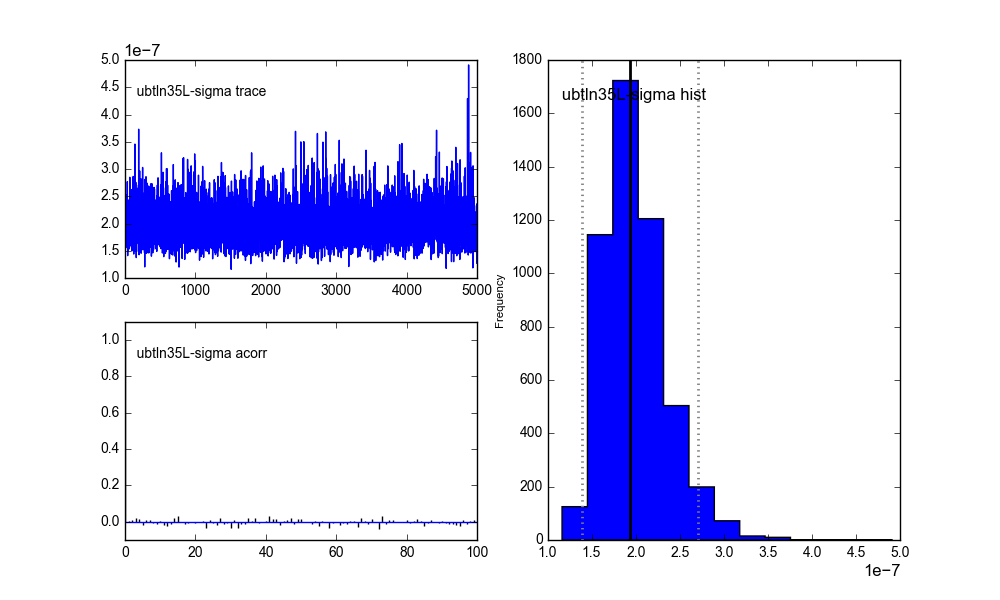 1e−7
5.0
4.5
4.0
3.5
3.0
2.5
2.0
1.5
1.0
ubtln35L-sigma trace
0 1000 2000 3000 4000 5000
1.0
0.8
0.6
0.4
0.2
0.0
ubtln35L-sigma acorr
0 20 40 60 80 100
Frequency
1800
1600
1400
1200
1000
800
600
400
200
0
ubtln35L-sigma hist
1.0 1.5 2.0 2.5 3.0 3.5 4.0 4.5 5.0
1e−7